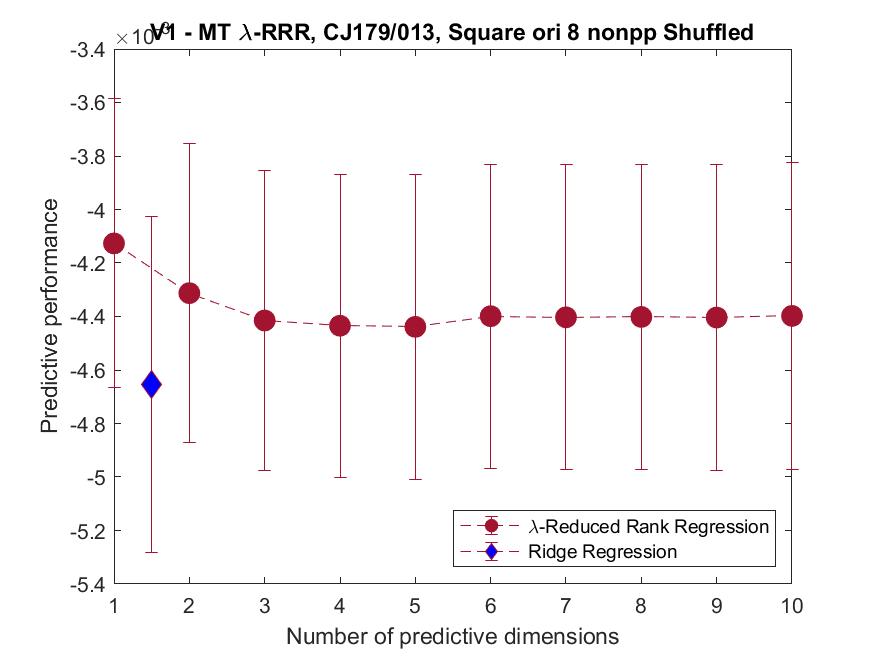 V1 - MT λ-RRR, CJ179/013, Square ori 8 nonpp Shuffled
×10⁻³
-3.4
-3.6
-3.8
-4
-4.2
-4.4
-4.6
-4.8
-5
-5.2
-5.4
Predictive performance
λ-Reduced Rank Regression
Ridge Regression
1 2 3 4 5 6 7 8 9 10
Number of predictive dimensions